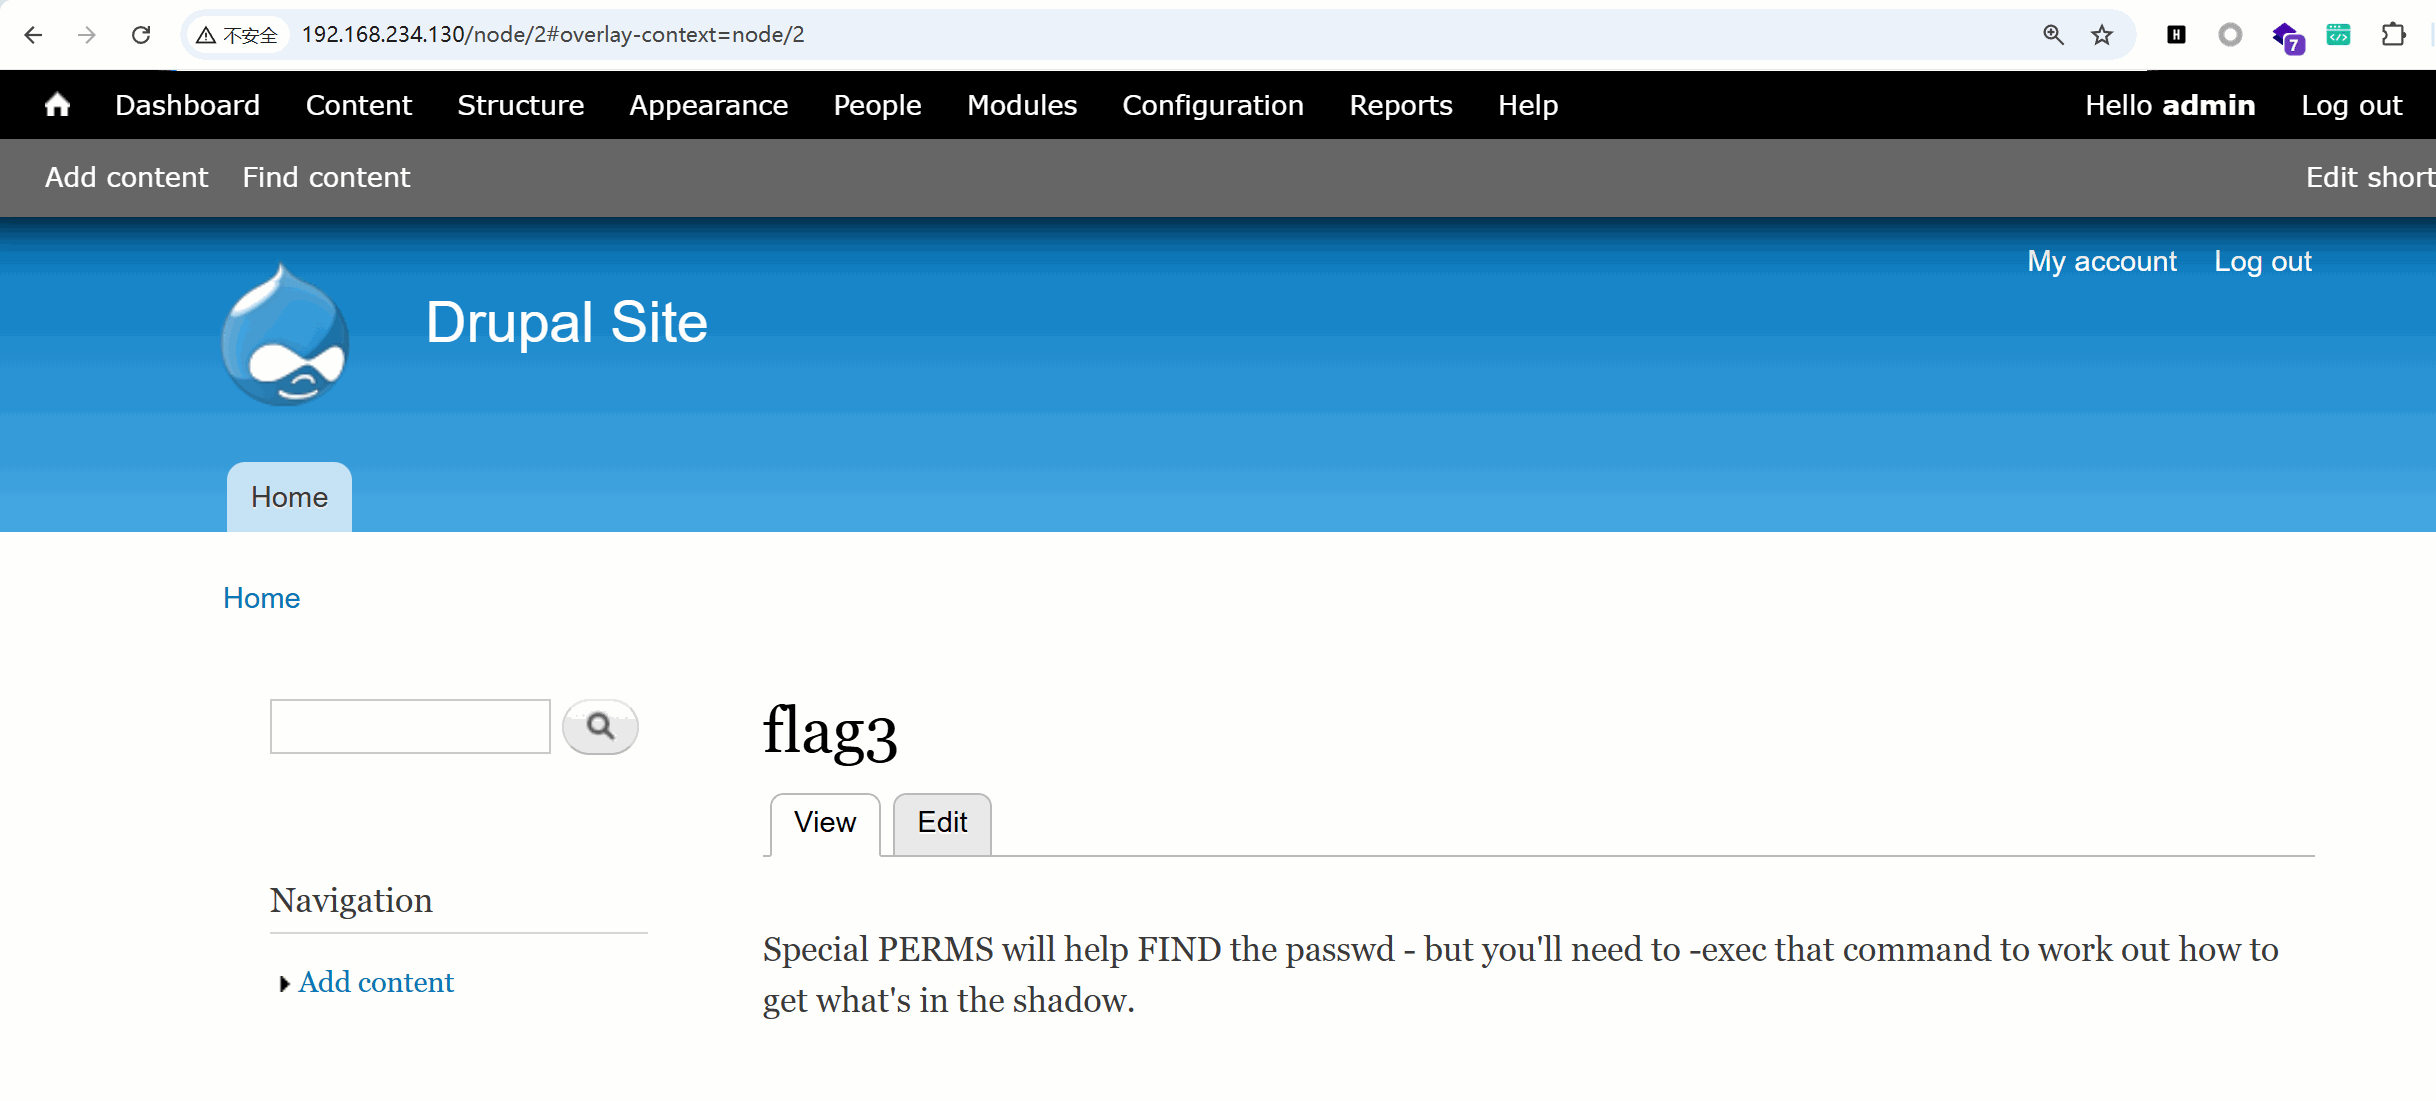 不安全 192.168.234.130/node/2#overlay-context=node/2
H
7
Dashboard Content Structure Appearance People Modules Configuration Reports Help Hello admin Log out
Add content Find content Edit short
My account Log out
Drupal Site
Home
Home
flag3
View Edit
Navigation
Add content
Special PERMS will help FIND the passwd - but you'll need to -exec that command to work out how to
get what's in the shadow.